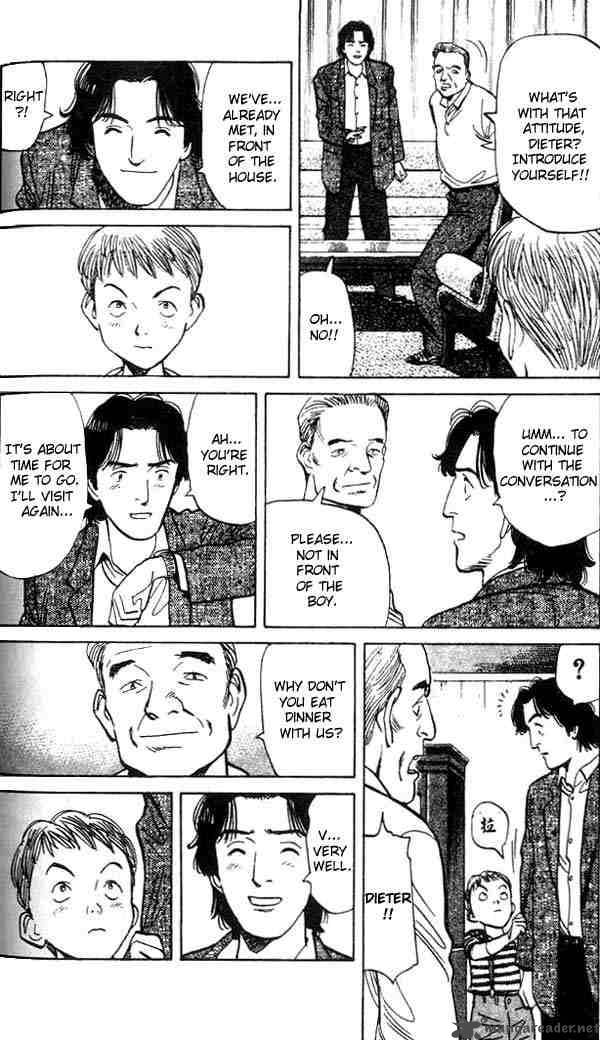 WHAT'S
WITH THAT
ATTITUDE,
DIETER?
INTRODUCE
YOURSELF!!
OH...
NO!!
WE'VE...
ALREADY
MET, IN
FRONT
OF THE
HOUSE.
RIGHT
?!
UMM... TO
CONTINUE
WITH THE
CONVERSATION
...?
PLEASE...
NOT IN
FRONT
OF THE
BOY.
AH...
YOU'RE
RIGHT.
IT'S ABOUT
TIME FOR
ME TO GO.
I'LL VISIT
AGAIN...
?
拉
DIETER
!!
WHY DON'T
YOU EAT
DINNER
WITH US?
V...
VERY
WELL.
mangareader.net